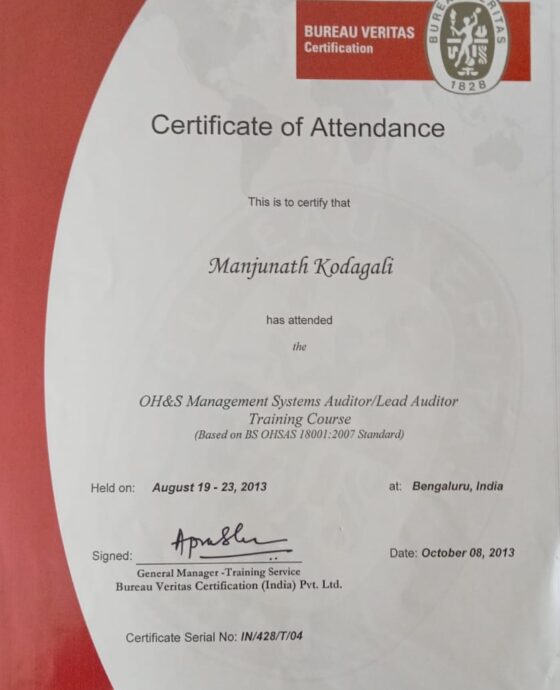 BUREAU VERITAS
Certification
BUREAU VERITAS
1828
Certificate of Attendance
This is to certify that
Manjunath Kodagali
has attended
the
OH&S Management Systems Auditor/Lead Auditor
Training Course
(Based on BS OHSAS 18001:2007 Standard)
Held on: August 19 - 23, 2013 at: Bengaluru, India
Signed: Date: October 08, 2013
General Manager -Training Service
Bureau Veritas Certification (India) Pvt. Ltd.
Certificate Serial No: IN/428/T/04